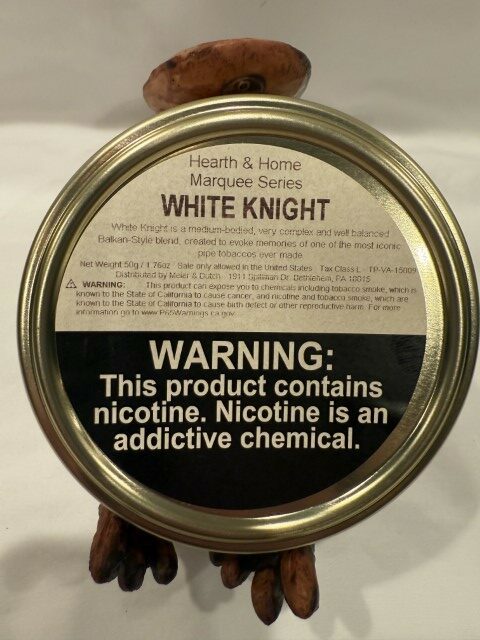 Hearth & Home
Marquee Series
WHITE KNIGHT
White Knight is a medium-bodied, very complex and well balanced
Balkan-Style blend, created to evoke memories of one of the most iconic
pipe tobaccos ever made.
Net Weight 50g / 1.76oz Sale only allowed in the United States Tax Class L TP-VA-15009
Distributed by Meier & Dutch 1911 Spillman Dr. Bethlehem, PA 18015
⚠ WARNING: This product can expose you to chemicals including tobacco smoke, which is
known to the State of California to cause cancer, and nicotine and tobacco smoke, which are
known to the State of California to cause birth defect or other reproductive harm. For more
information go to www.P65Warnings.ca.gov
WARNING:
This product contains
nicotine. Nicotine is an
addictive chemical.